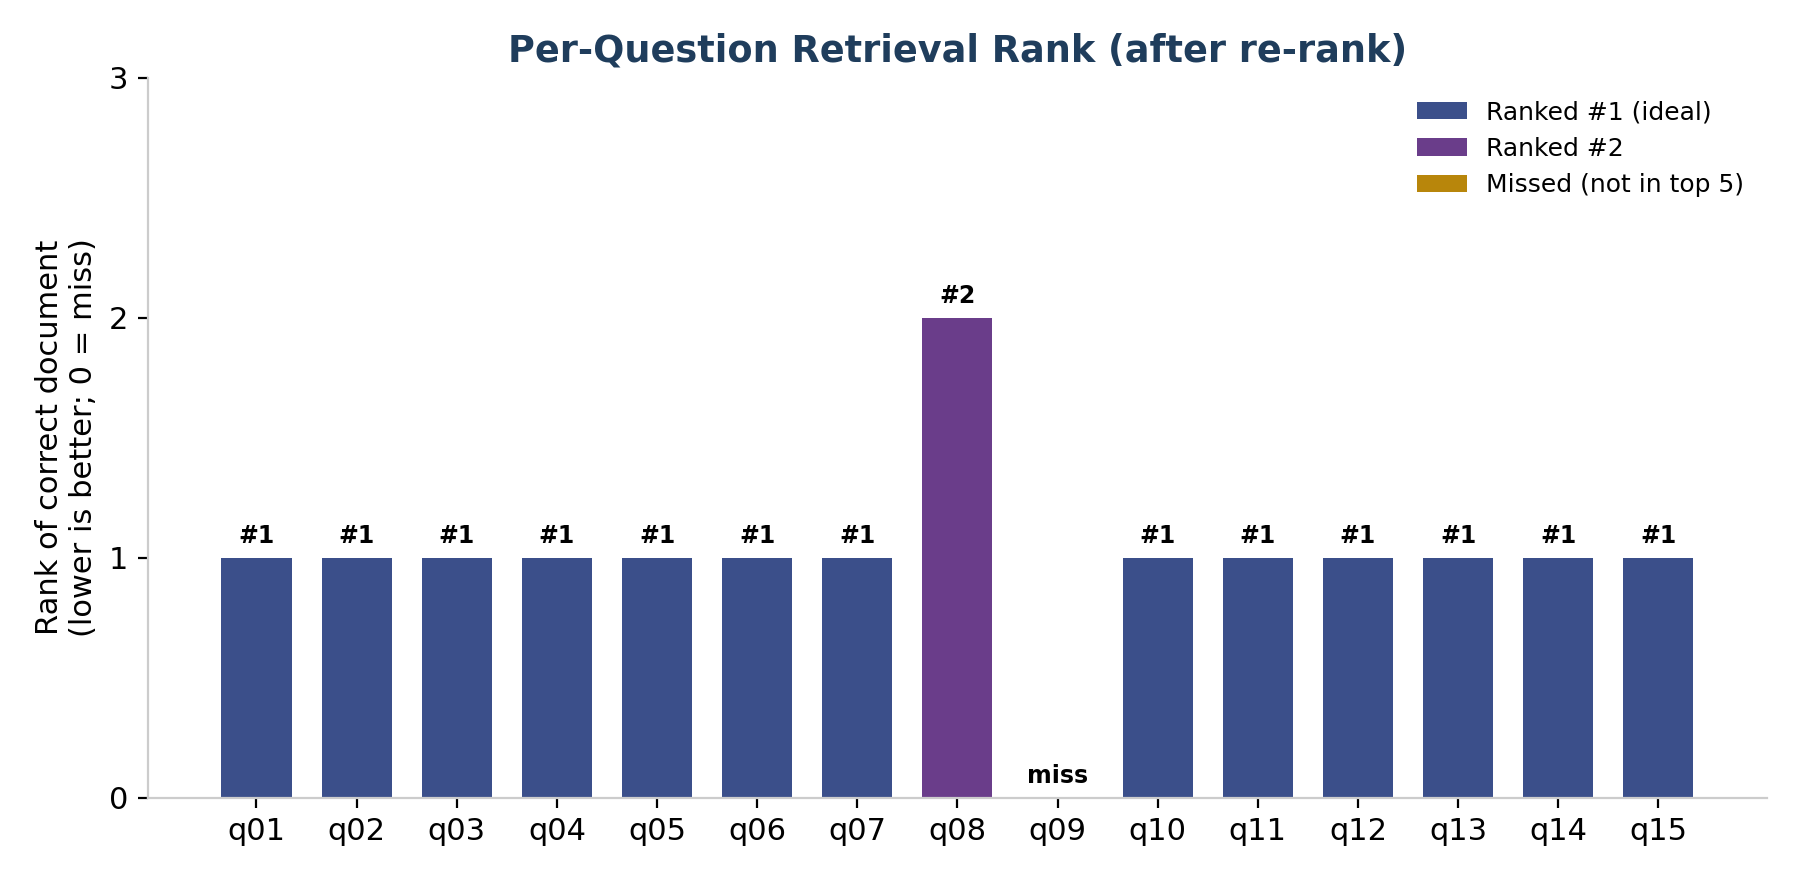 Per-Question Retrieval Rank (after re-rank)
Rank of correct document
(lower is better; 0 = miss)
3
2
1
0
Ranked #1 (ideal)
Ranked #2
Missed (not in top 5)
#1 #1 #1 #1 #1 #1 #1 #2 miss #1 #1 #1 #1 #1 #1
q01 q02 q03 q04 q05 q06 q07 q08 q09 q10 q11 q12 q13 q14 q15